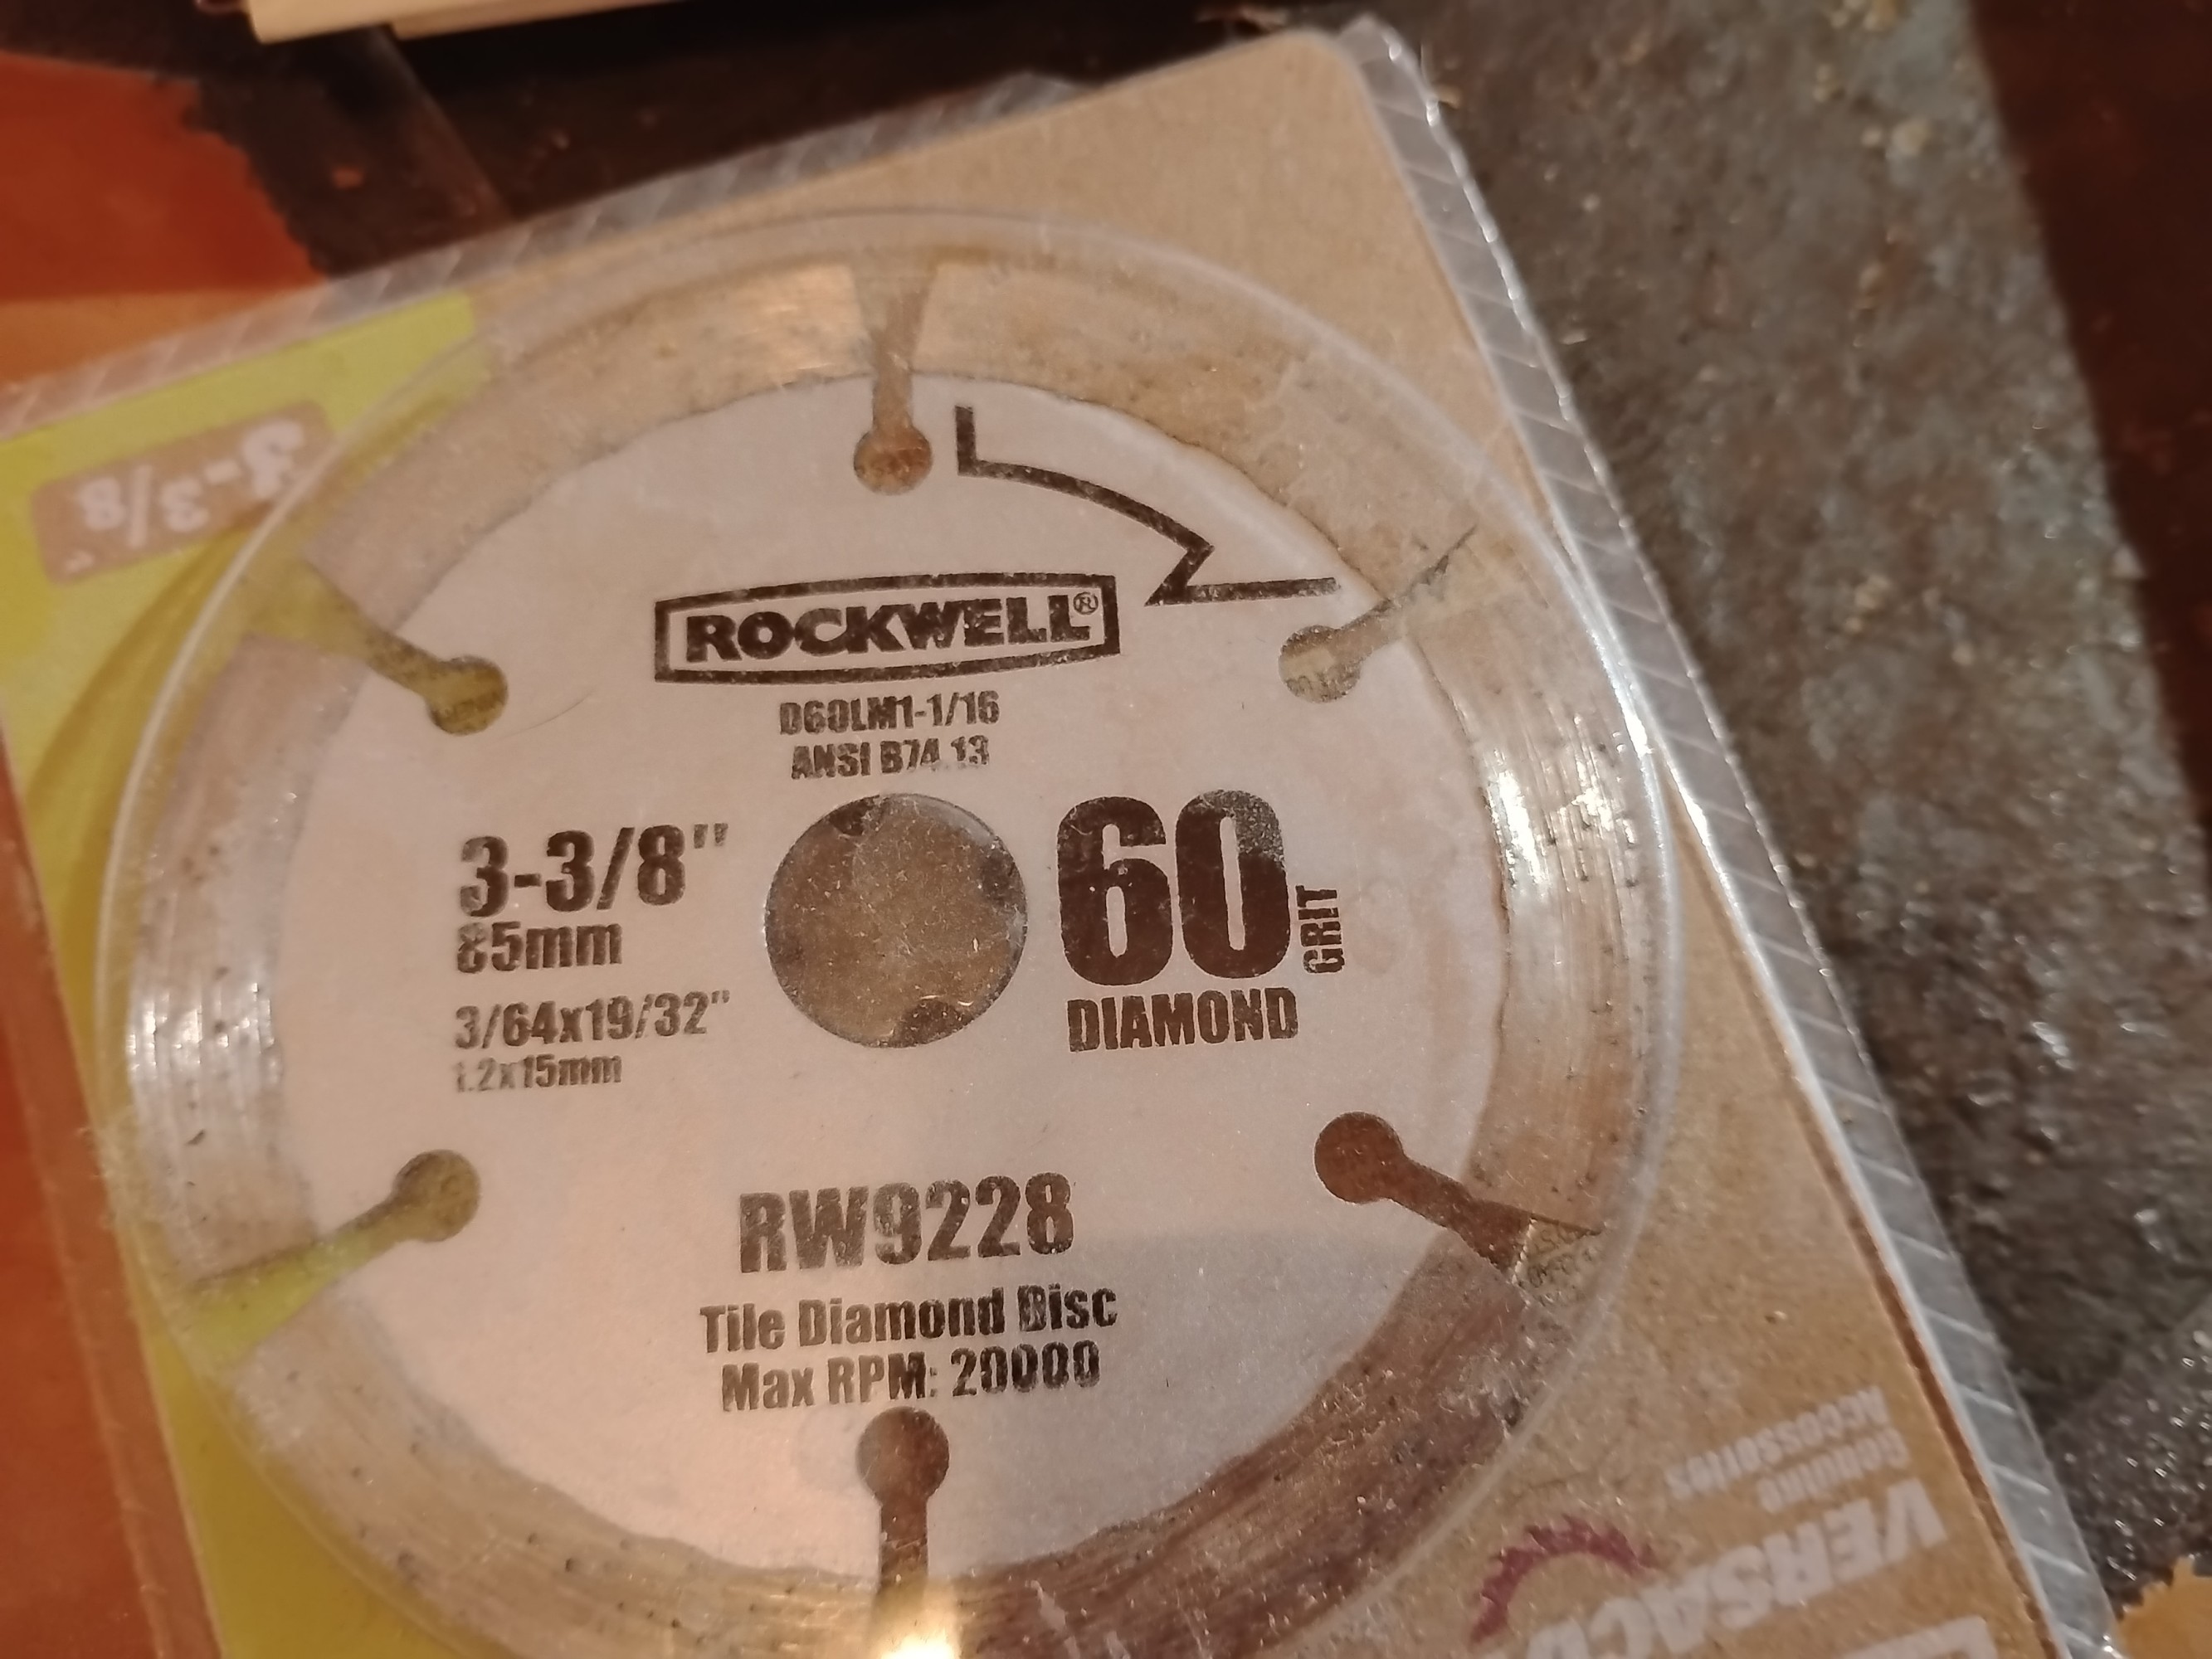 3-3/8"
ROCKWELL®
D60LM1-1/16
ANSI B74.13
3-3/8"
85mm
3/64x19/32"
1.2x15mm
60
GRIT
DIAMOND
RW9228
Tile Diamond Disc
Max RPM: 20000
Genuine
Accessories